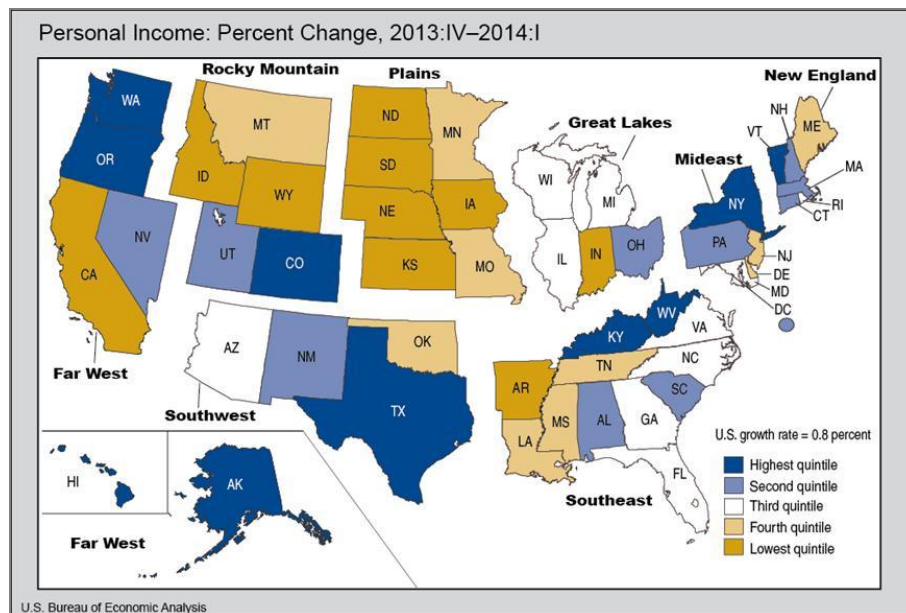 Personal Income: Percent Change, 2013:IV–2014:I
Rocky Mountain
Plains
New England
Great Lakes
Mideast
WA
OR
CA
NV
ID
MT
WY
UT
CO
ND
SD
NE
KS
MN
IA
MO
WI
MI
IL
IN
OH
VT
NH
ME
MA
RI
CT
NY
PA
NJ
DE
MD
DC
Far West
AZ
NM
OK
TX
Southwest
AR
LA
MS
TN
KY
WV
VA
NC
SC
AL
GA
FL
Southeast
HI
AK
Far West
U.S. growth rate = 0.8 percent
Highest quintile
Second quintile
Third quintile
Fourth quintile
Lowest quintile
U.S. Bureau of Economic Analysis